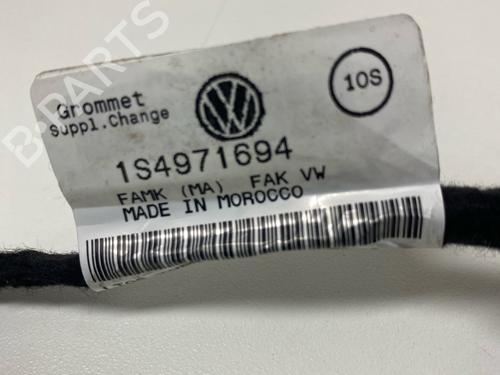 Grommet
Suppl.Change
10S
1S4971694
FAMK (MA) FAK VW
MADE IN MOROCCO
B-PARTS